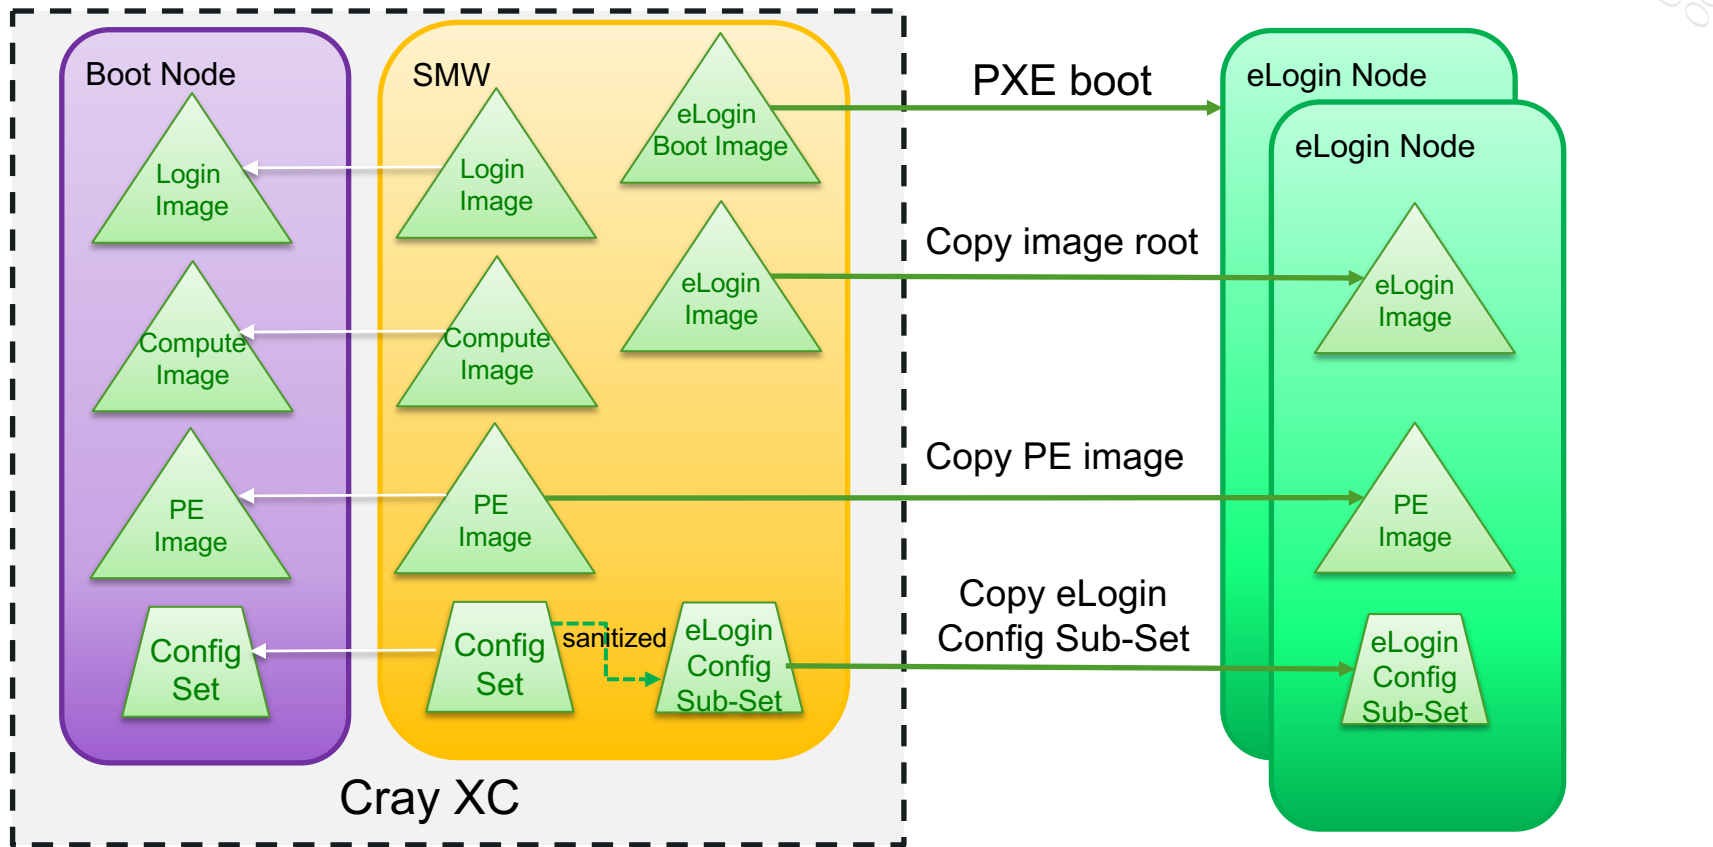 Boot Node
Login
Image
Compute
Image
PE
Image
Config
Set
SMW
Login
Image
Compute
Image
PE
Image
Config
Set
sanitized
eLogin
Boot Image
eLogin
Image
eLogin
Config
Sub-Set
Cray XC
PXE boot
Copy image root
Copy PE image
Copy eLogin
Config Sub-Set
eLogin Node
eLogin Node
eLogin
Image
PE
Image
eLogin
Config
Sub-Set